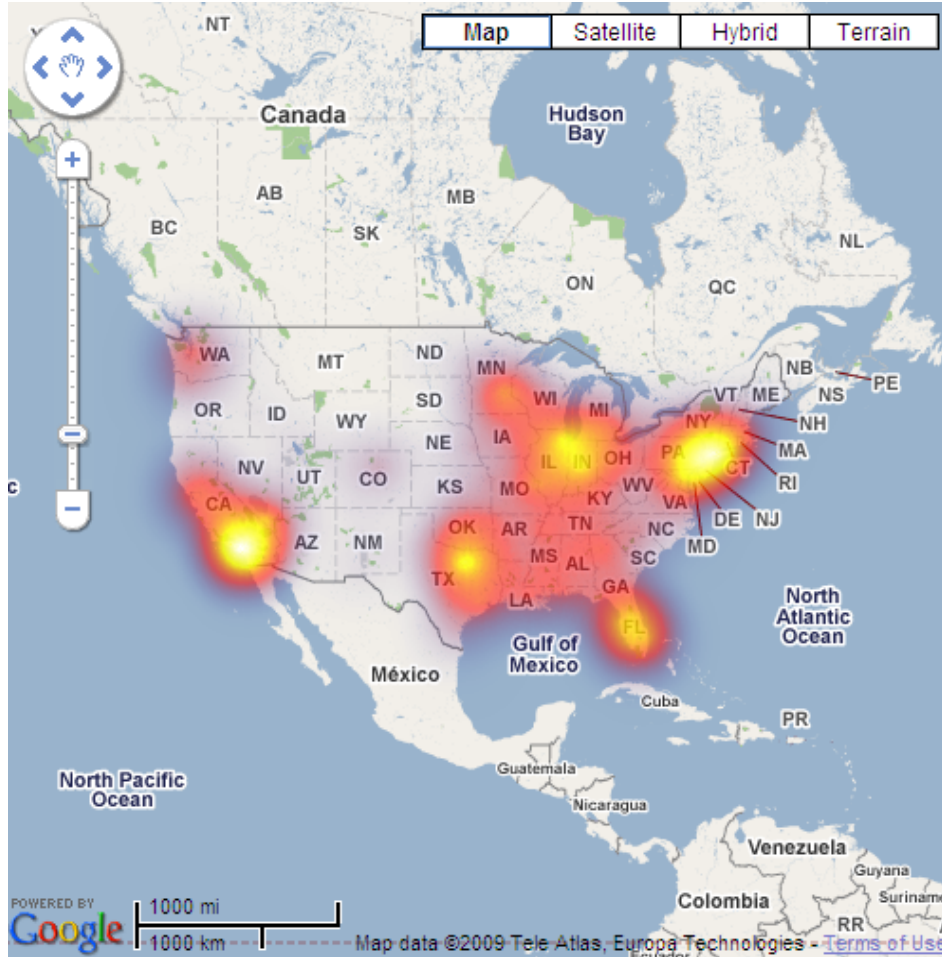 NT
Map
Satellite
Hybrid
Terrain
Canada
Hudson
Bay
AB
MB
SK
BC
NL
ON
QC
WA
MT
ND
MN
NB
PE
OR
ID
SD
WI
MI
VT
ME
NS
WY
NY
NH
IA
NE
PA
MA
NV
UT
CO
IL
IN
OH
CT
KS
MO
WV
RI
CA
KY
VA
DE
NJ
OK
AR
TN
NC
MD
AZ
NM
MS
AL
SC
TX
GA
LA
North
Atlantic
Ocean
FL
Gulf of
Mexico
México
Cuba
PR
Guatemala
North Pacific
Ocean
Nicaragua
Venezuela
Guyana
Colombia
Suriname
RR
POWERED BY
Google
1000 mi
1000 km
Map data ©2009 Tele Atlas, Europa Technologies - Terms of Use